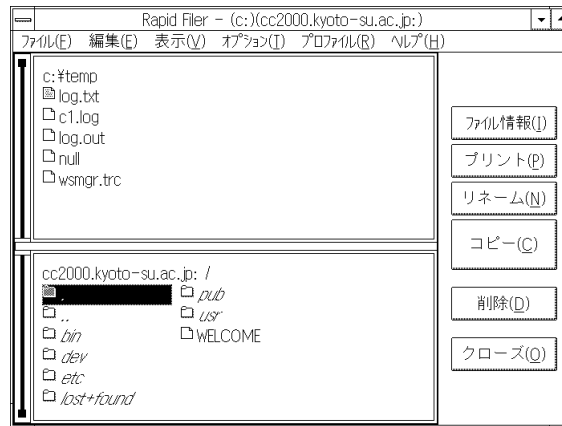 Rapid Filer - (c:)(cc2000.kyoto-su.ac.jp:)
ファイル(F) 編集(E) 表示(V) オプション(T) プロファイル(R) ヘルプ(H)
c:¥temp
log.txt
c1.log
log.out
null
wsmgr.trc
ファイル情報(I)
プリント(P)
リネーム(N)
コピー(C)
cc2000.kyoto-su.ac.jp: /
. pub
.. usr
bin WELCOME
dev
etc
lost+found
削除(D)
クローズ(O)